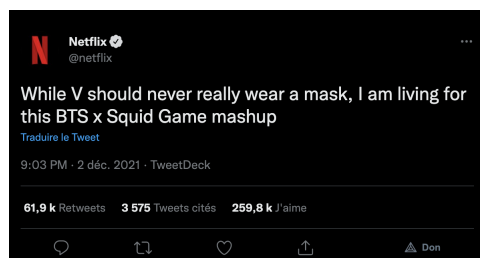 Netflix
@netflix
While V should never really wear a mask, I am living for
this BTS x Squid Game mashup
Traduire le Tweet
9:03 PM · 2 déc. 2021 · TweetDeck
61,9 k Retweets 3 575 Tweets cités 259,8 k J'aime
Don